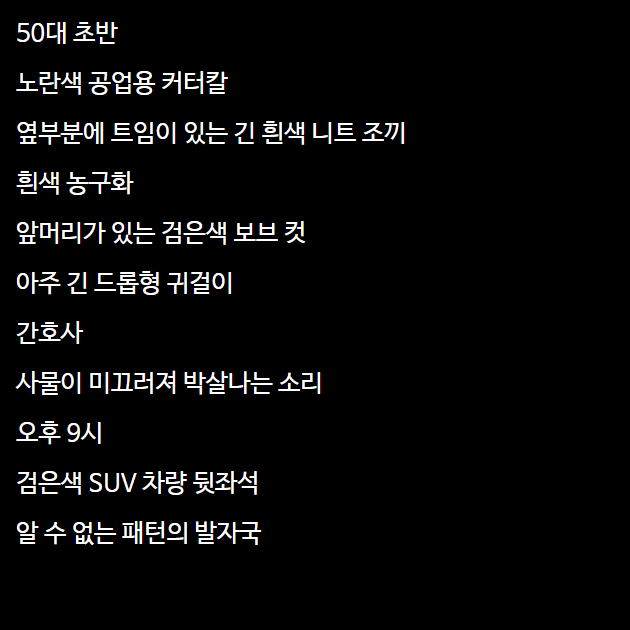 50대 초반
노란색 공업용 커터칼
옆부분에 트임이 있는 긴 흰색 니트 조끼
흰색 농구화
앞머리가 있는 검은색 보브 컷
아주 긴 드롭형 귀걸이
간호사
사물이 미끄러져 박살나는 소리
오후 9시
검은색 SUV 차량 뒷좌석
알 수 없는 패턴의 발자국